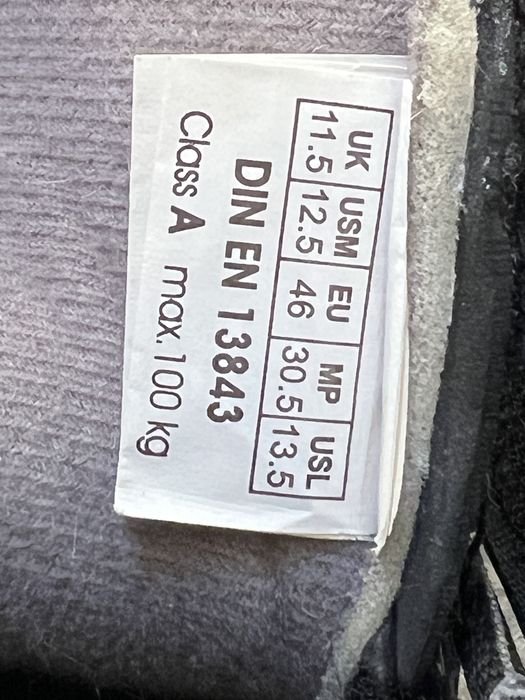 UK USM EU MP USL
11.5 12.5 46 30.5 13.5
DIN EN 13843
Class A max. 100 kg